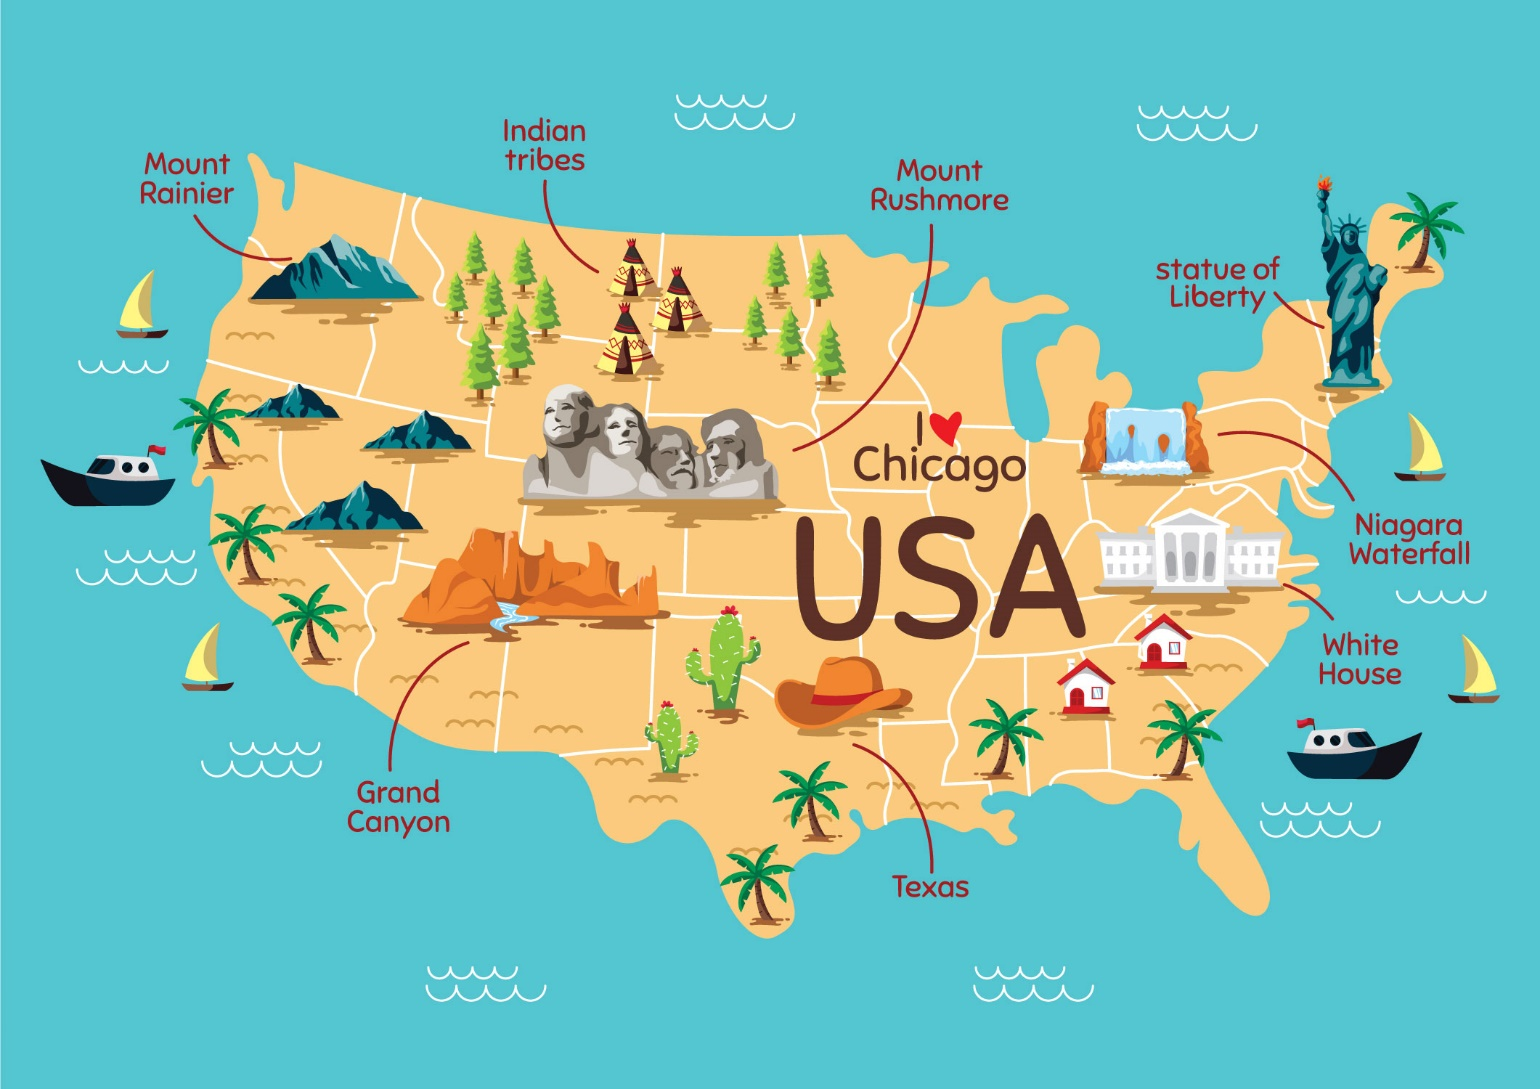 Indian
tribes
Mount
Rainier
Mount
Rushmore
statue of
Liberty
I
Chicago
USA
Niagara
Waterfall
White
House
Grand
Canyon
Texas